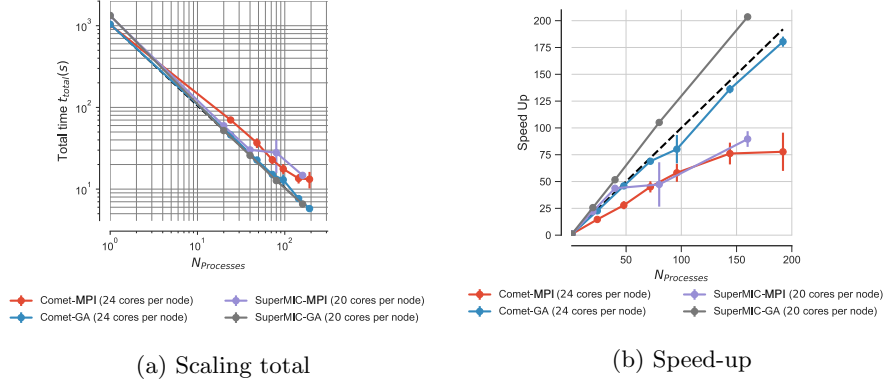 10³
10²
10¹
Total time t_total(s)
10⁰
10¹
10²
N_Processes
Comet-MPI (24 cores per node)
SuperMIC-MPI (20 cores per node)
Comet-GA (24 cores per node)
SuperMIC-GA (20 cores per node)
(a) Scaling total
200
175
150
125
100
75
50
25
0
Speed Up
50
100
150
200
N_Processes
Comet-MPI (24 cores per node)
SuperMIC-MPI (20 cores per node)
Comet-GA (24 cores per node)
SuperMIC-GA (20 cores per node)
(b) Speed-up